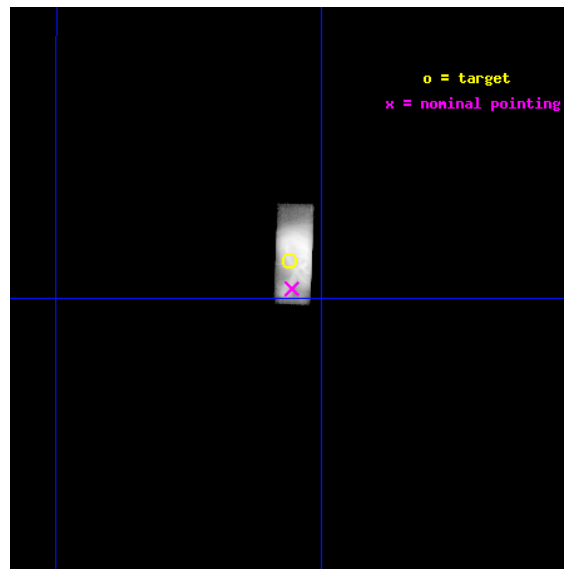 o = target
x = nominal pointing